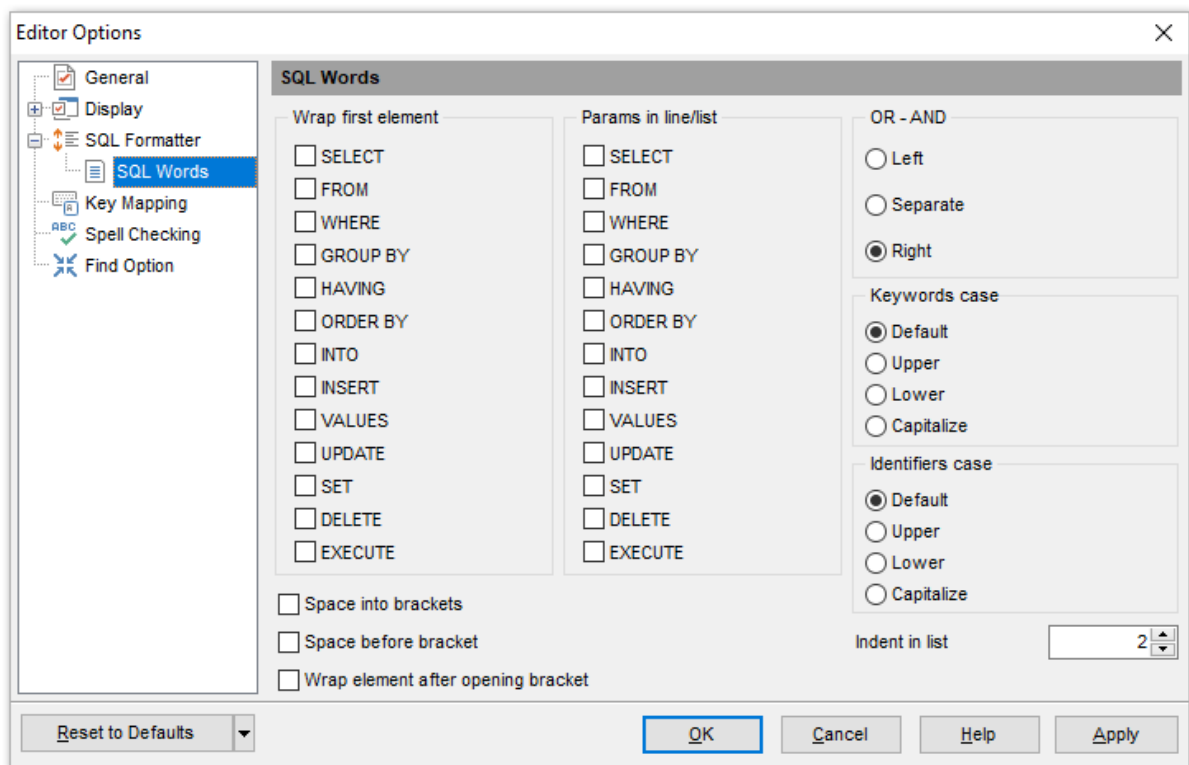 Editor Options
General
Display
SQL Formatter
SQL Words
Key Mapping
ABC
Spell Checking
Find Option
SQL Words
Wrap first element
SELECT
FROM
WHERE
GROUP BY
HAVING
ORDER BY
INTO
INSERT
VALUES
UPDATE
SET
DELETE
EXECUTE
Params in line/list
SELECT
FROM
WHERE
GROUP BY
HAVING
ORDER BY
INTO
INSERT
VALUES
UPDATE
SET
DELETE
EXECUTE
OR - AND
Left
Separate
Right
Keywords case
Default
Upper
Lower
Capitalize
Identifiers case
Default
Upper
Lower
Capitalize
Space into brackets
Space before bracket
Wrap element after opening bracket
Indent in list 2
Reset to Defaults OK Cancel Help Apply